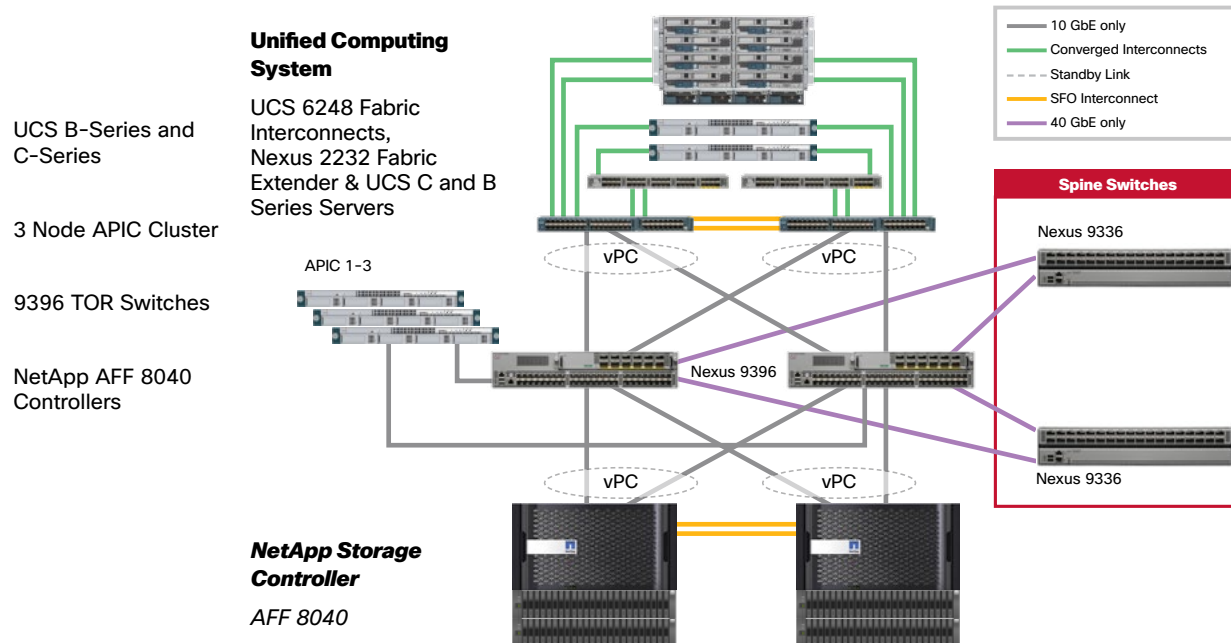 Unified Computing
System
UCS 6248 Fabric
Interconnects,
Nexus 2232 Fabric
Extender & UCS C and B
Series Servers
UCS B-Series and
C-Series
3 Node APIC Cluster
9396 TOR Switches
NetApp AFF 8040
Controllers
10 GbE only
Converged Interconnects
Standby Link
SFO Interconnect
40 GbE only
Spine Switches
Nexus 9336
vPC
vPC
APIC 1-3
Nexus 9396
vPC
vPC
Nexus 9336
NetApp Storage
Controller
AFF 8040